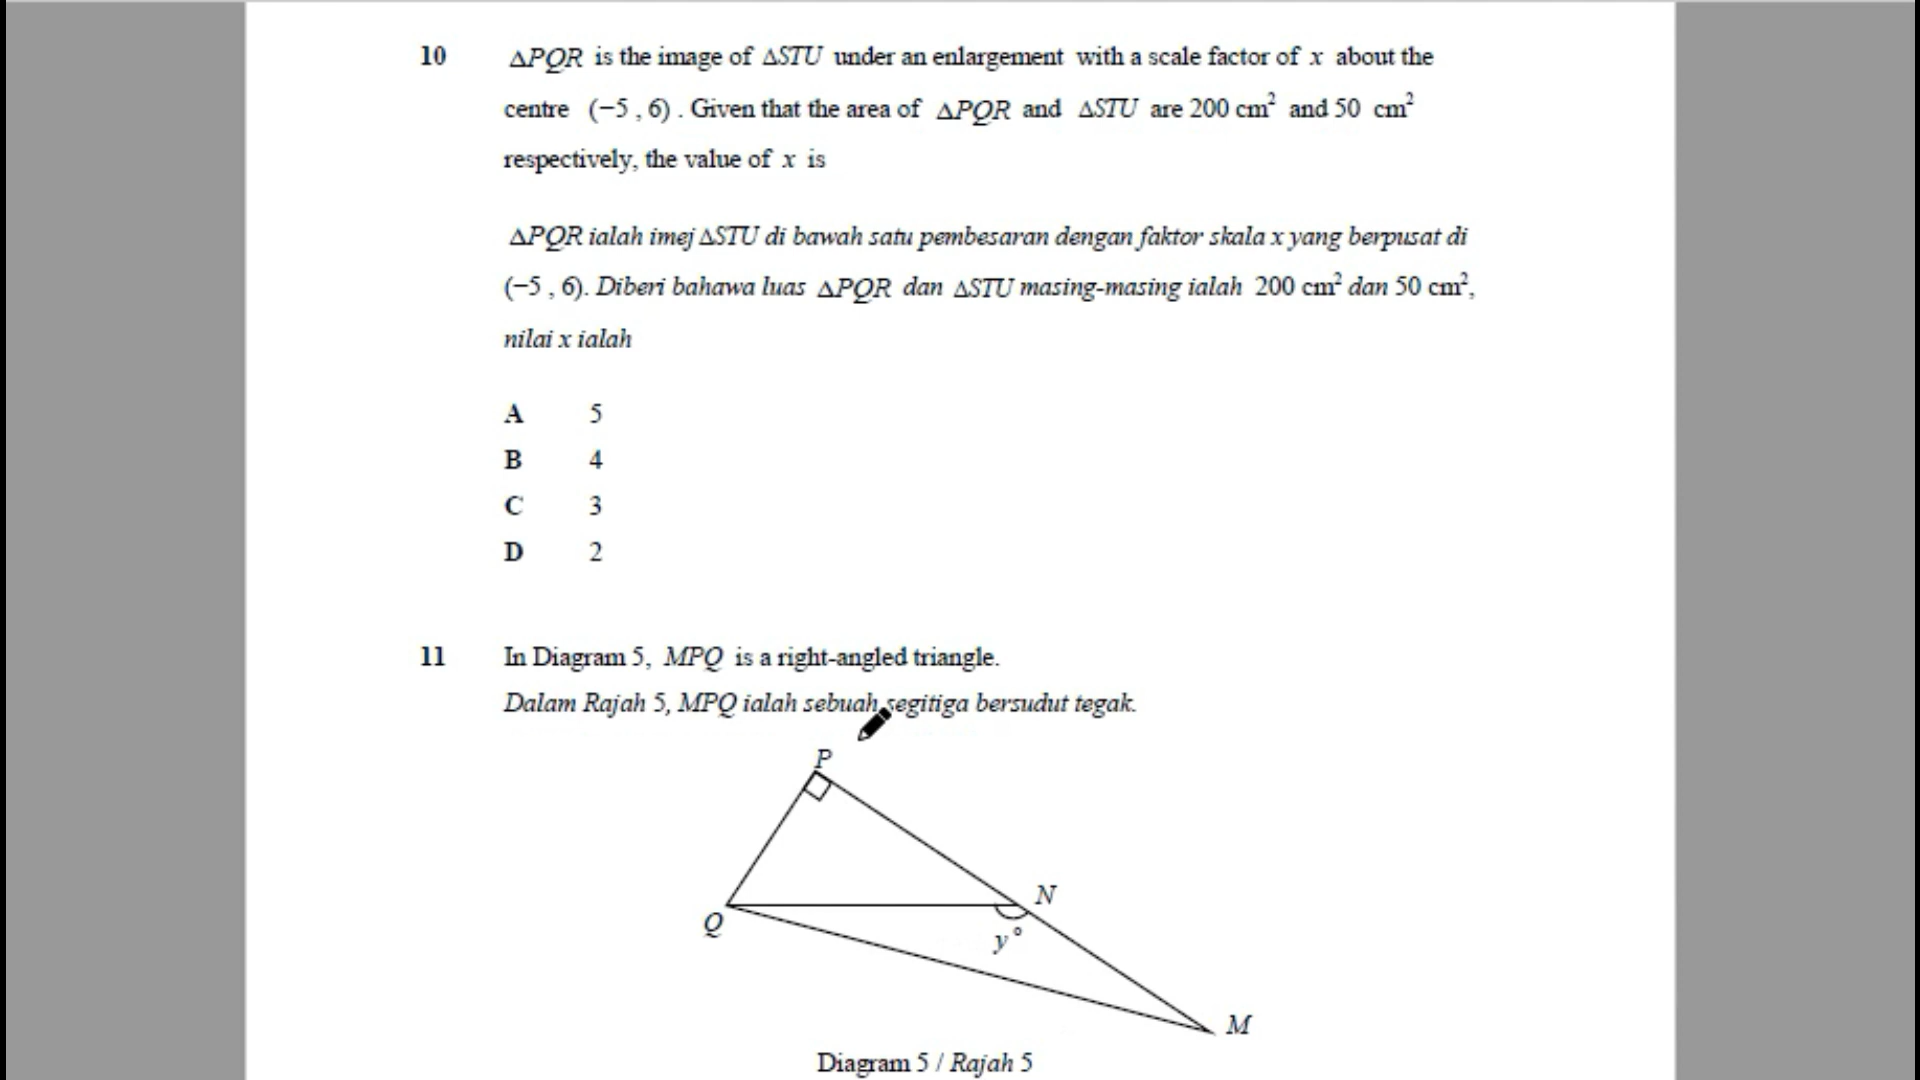 10 ΔPQR is the image of ΔSTU under an enlargement with a scale factor of x about the
centre (−5 , 6) . Given that the area of ΔPQR and ΔSTU are 200 cm² and 50 cm²
respectively, the value of x is
ΔPQR ialah imej ΔSTU di bawah satu pembesaran dengan faktor skala x yang berpusat di
(−5 , 6). Diberi bahawa luas ΔPQR dan ΔSTU masing-masing ialah 200 cm² dan 50 cm²,
nilai x ialah
A 5
B 4
C 3
D 2
11 In Diagram 5, MPQ is a right-angled triangle.
Dalam Rajah 5, MPQ ialah sebuah segitiga bersudut tegak.
P
N
Q
y°
M
Diagram 5 / Rajah 5